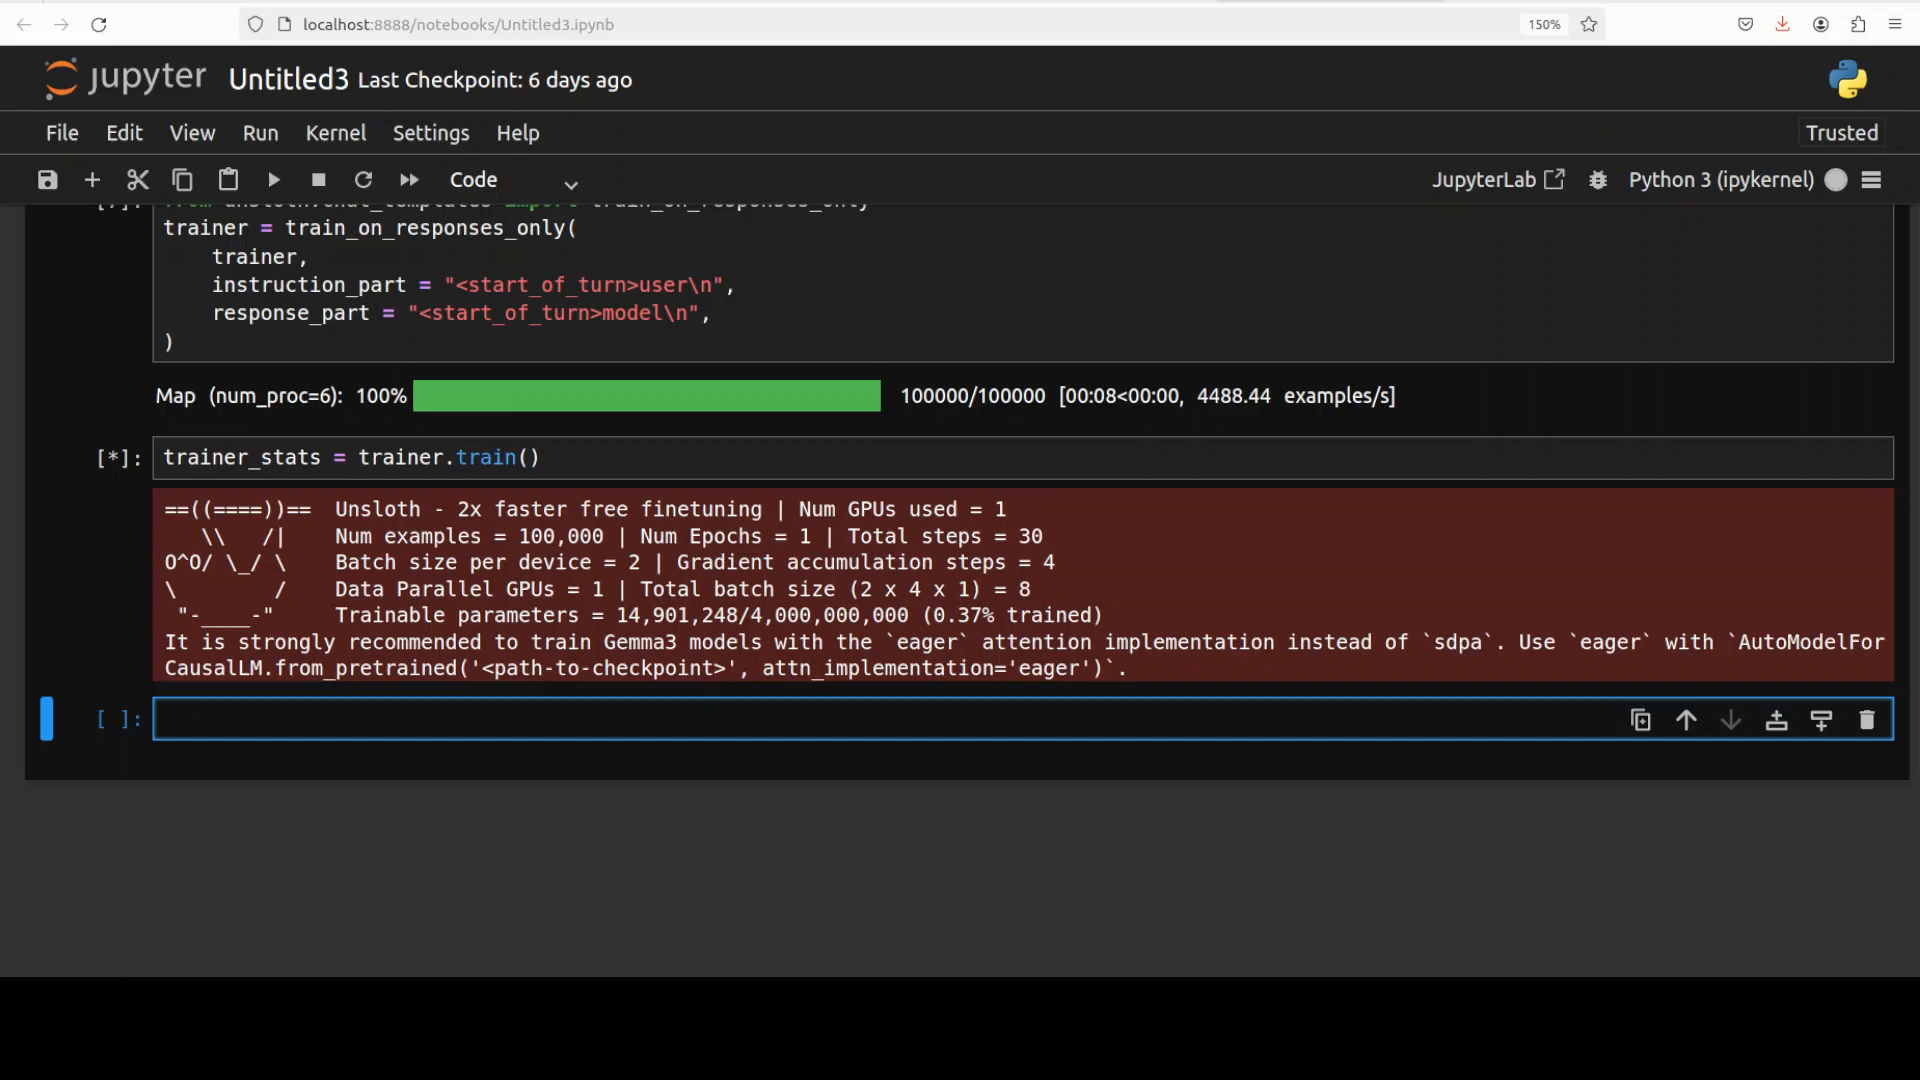 localhost:8888/notebooks/Untitled3.ipynb
150%
jupyter Untitled3 Last Checkpoint: 6 days ago
File Edit View Run Kernel Settings Help
Trusted
Code
JupyterLab
Python 3 (ipykernel)
[7]: from unsloth.chat_templates import train_on_responses_only
trainer = train_on_responses_only(
    trainer,
    instruction_part = "<start_of_turn>user\n",
    response_part = "<start_of_turn>model\n",
)
Map (num_proc=6): 100% 100000/100000 [00:08<00:00, 4488.44 examples/s]
[*]: trainer_stats = trainer.train()
==((====))==  Unsloth - 2x faster free finetuning | Num GPUs used = 1
   \\   /|    Num examples = 100,000 | Num Epochs = 1 | Total steps = 30
O^O/ \_/ \    Batch size per device = 2 | Gradient accumulation steps = 4
\        /    Data Parallel GPUs = 1 | Total batch size (2 x 4 x 1) = 8
 "-____-"     Trainable parameters = 14,901,248/4,000,000,000 (0.37% trained)
It is strongly recommended to train Gemma3 models with the `eager` attention implementation instead of `sdpa`. Use `eager` with `AutoModelFor
CausalLM.from_pretrained('<path-to-checkpoint>', attn_implementation='eager')`.
[ ]: